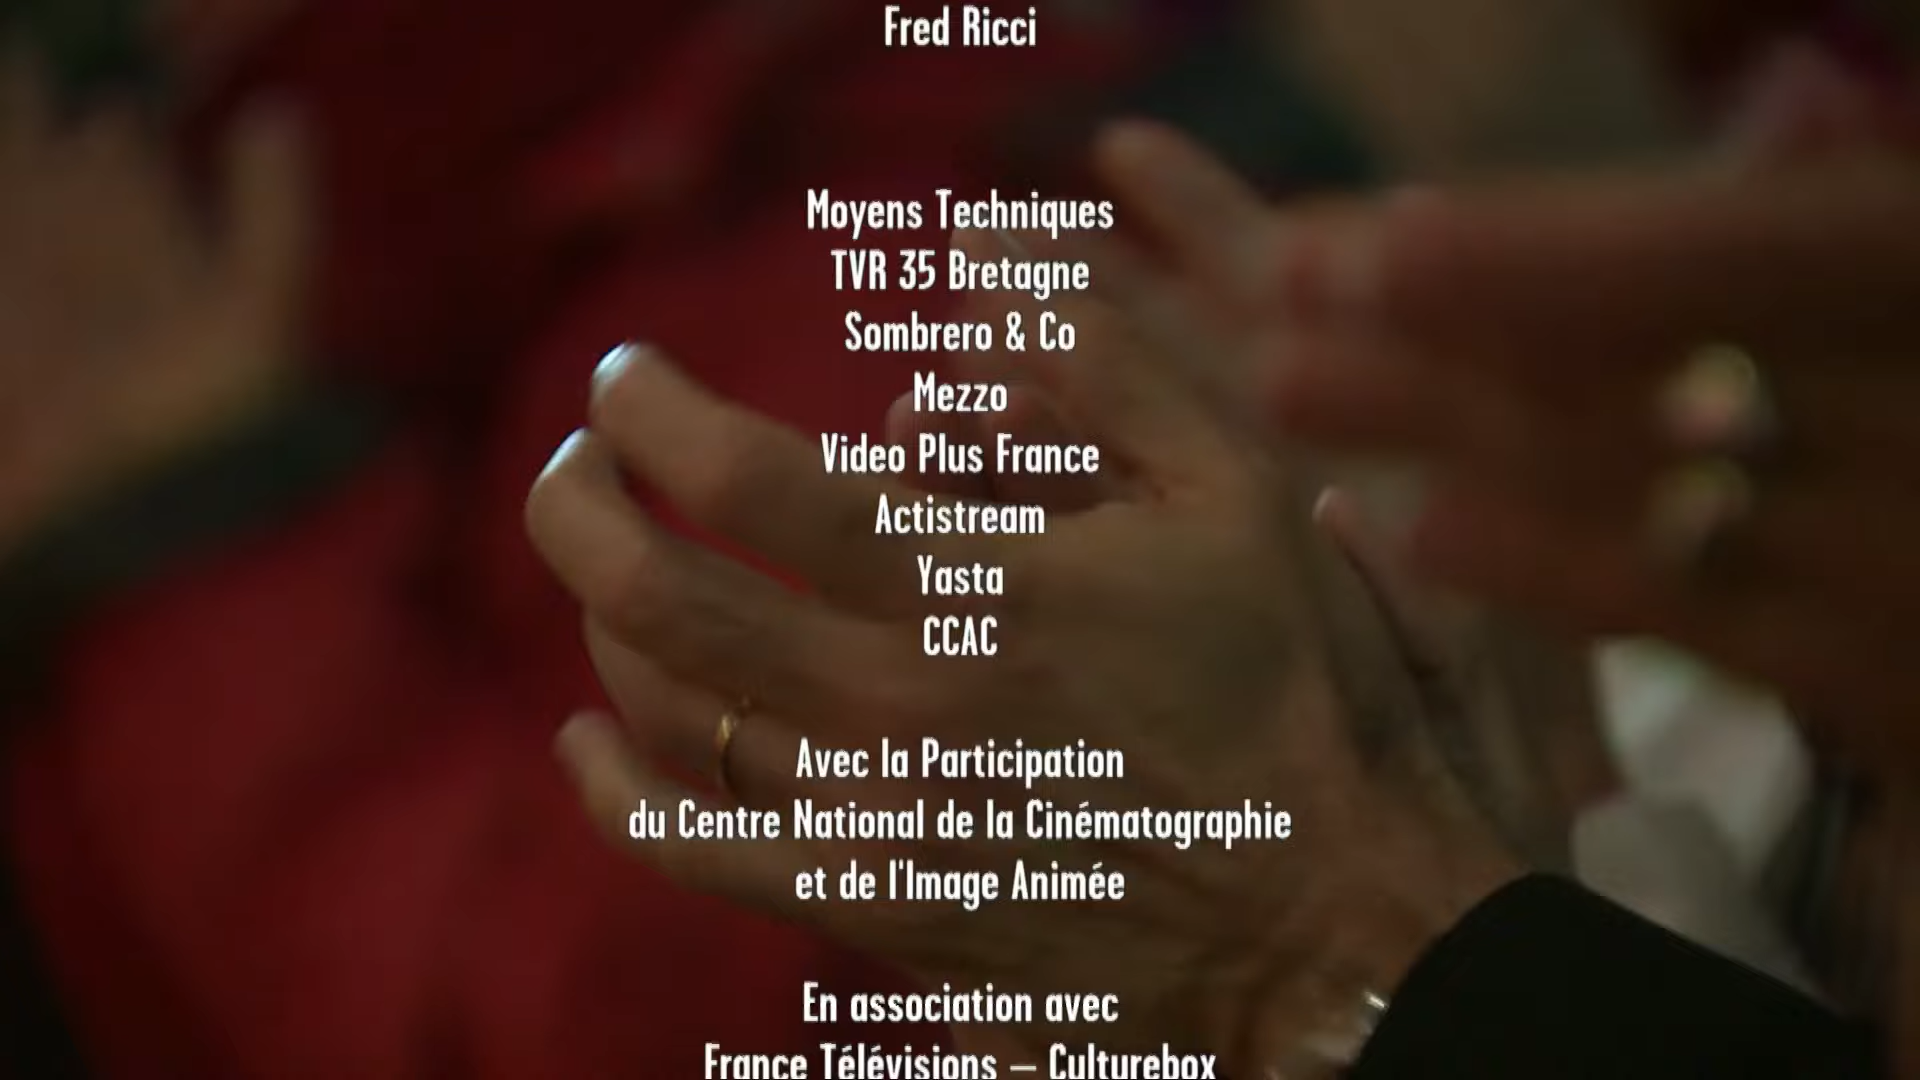 Fred Ricci
Moyens Techniques
TVR 35 Bretagne
Sombrero & Co
Mezzo
Video Plus France
Actistream
Yasta
CCAC
Avec la Participation
du Centre National de la Cinématographie
et de l'Image Animée
En association avec
France Télévisions – Culturebox